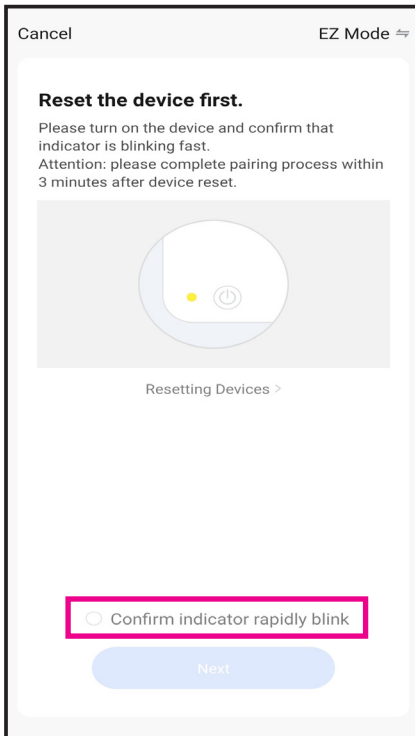 Cancel
EZ Mode
Reset the device first.
Please turn on the device and confirm that
indicator is blinking fast.
Attention: please complete pairing process within
3 minutes after device reset.
Resetting Devices >
Confirm indicator rapidly blink
Next